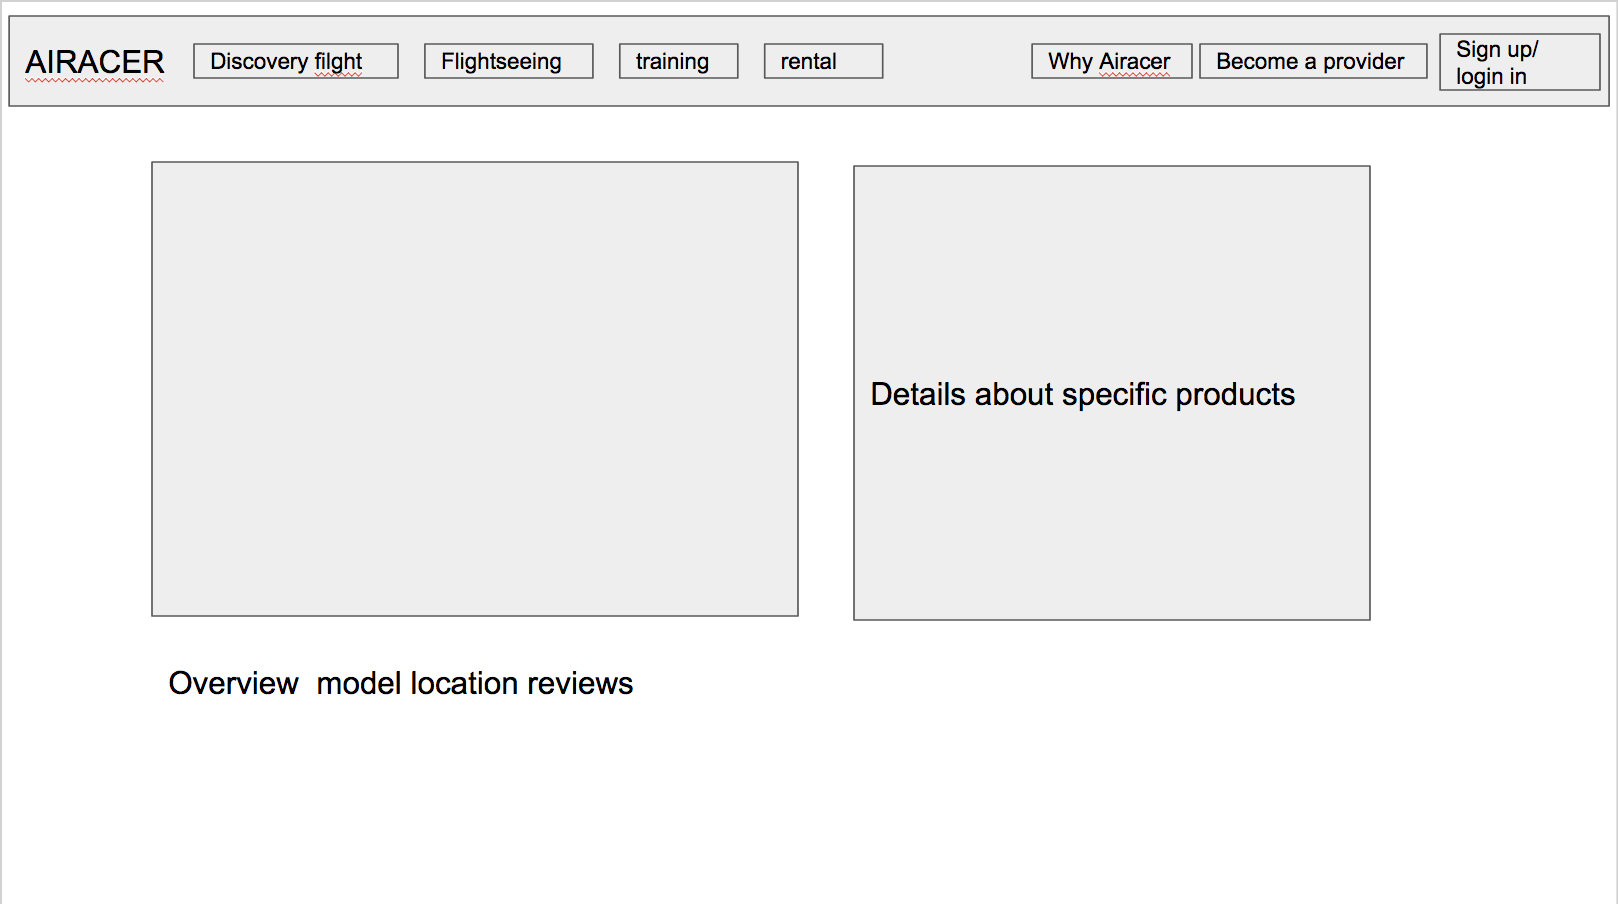 AIRACER
Discovery filght
Flightseeing
training
rental
Why Airacer
Become a provider
Sign up/
login in
Details about specific products
Overview  model location reviews